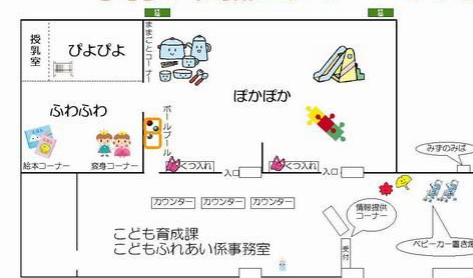 授乳室
ぴよぴよ
ままごとコーナー
ぽかぽか
ふわふわ
ボールプール
絵本コーナー
変身コーナー
くつ入れ
入口
くつ入れ
入口
みずのみば
カウンター
カウンター
カウンター
情報提供
コーナー
こども育成課
こどもふれあい係事務室
受付
ベビーカー置き場